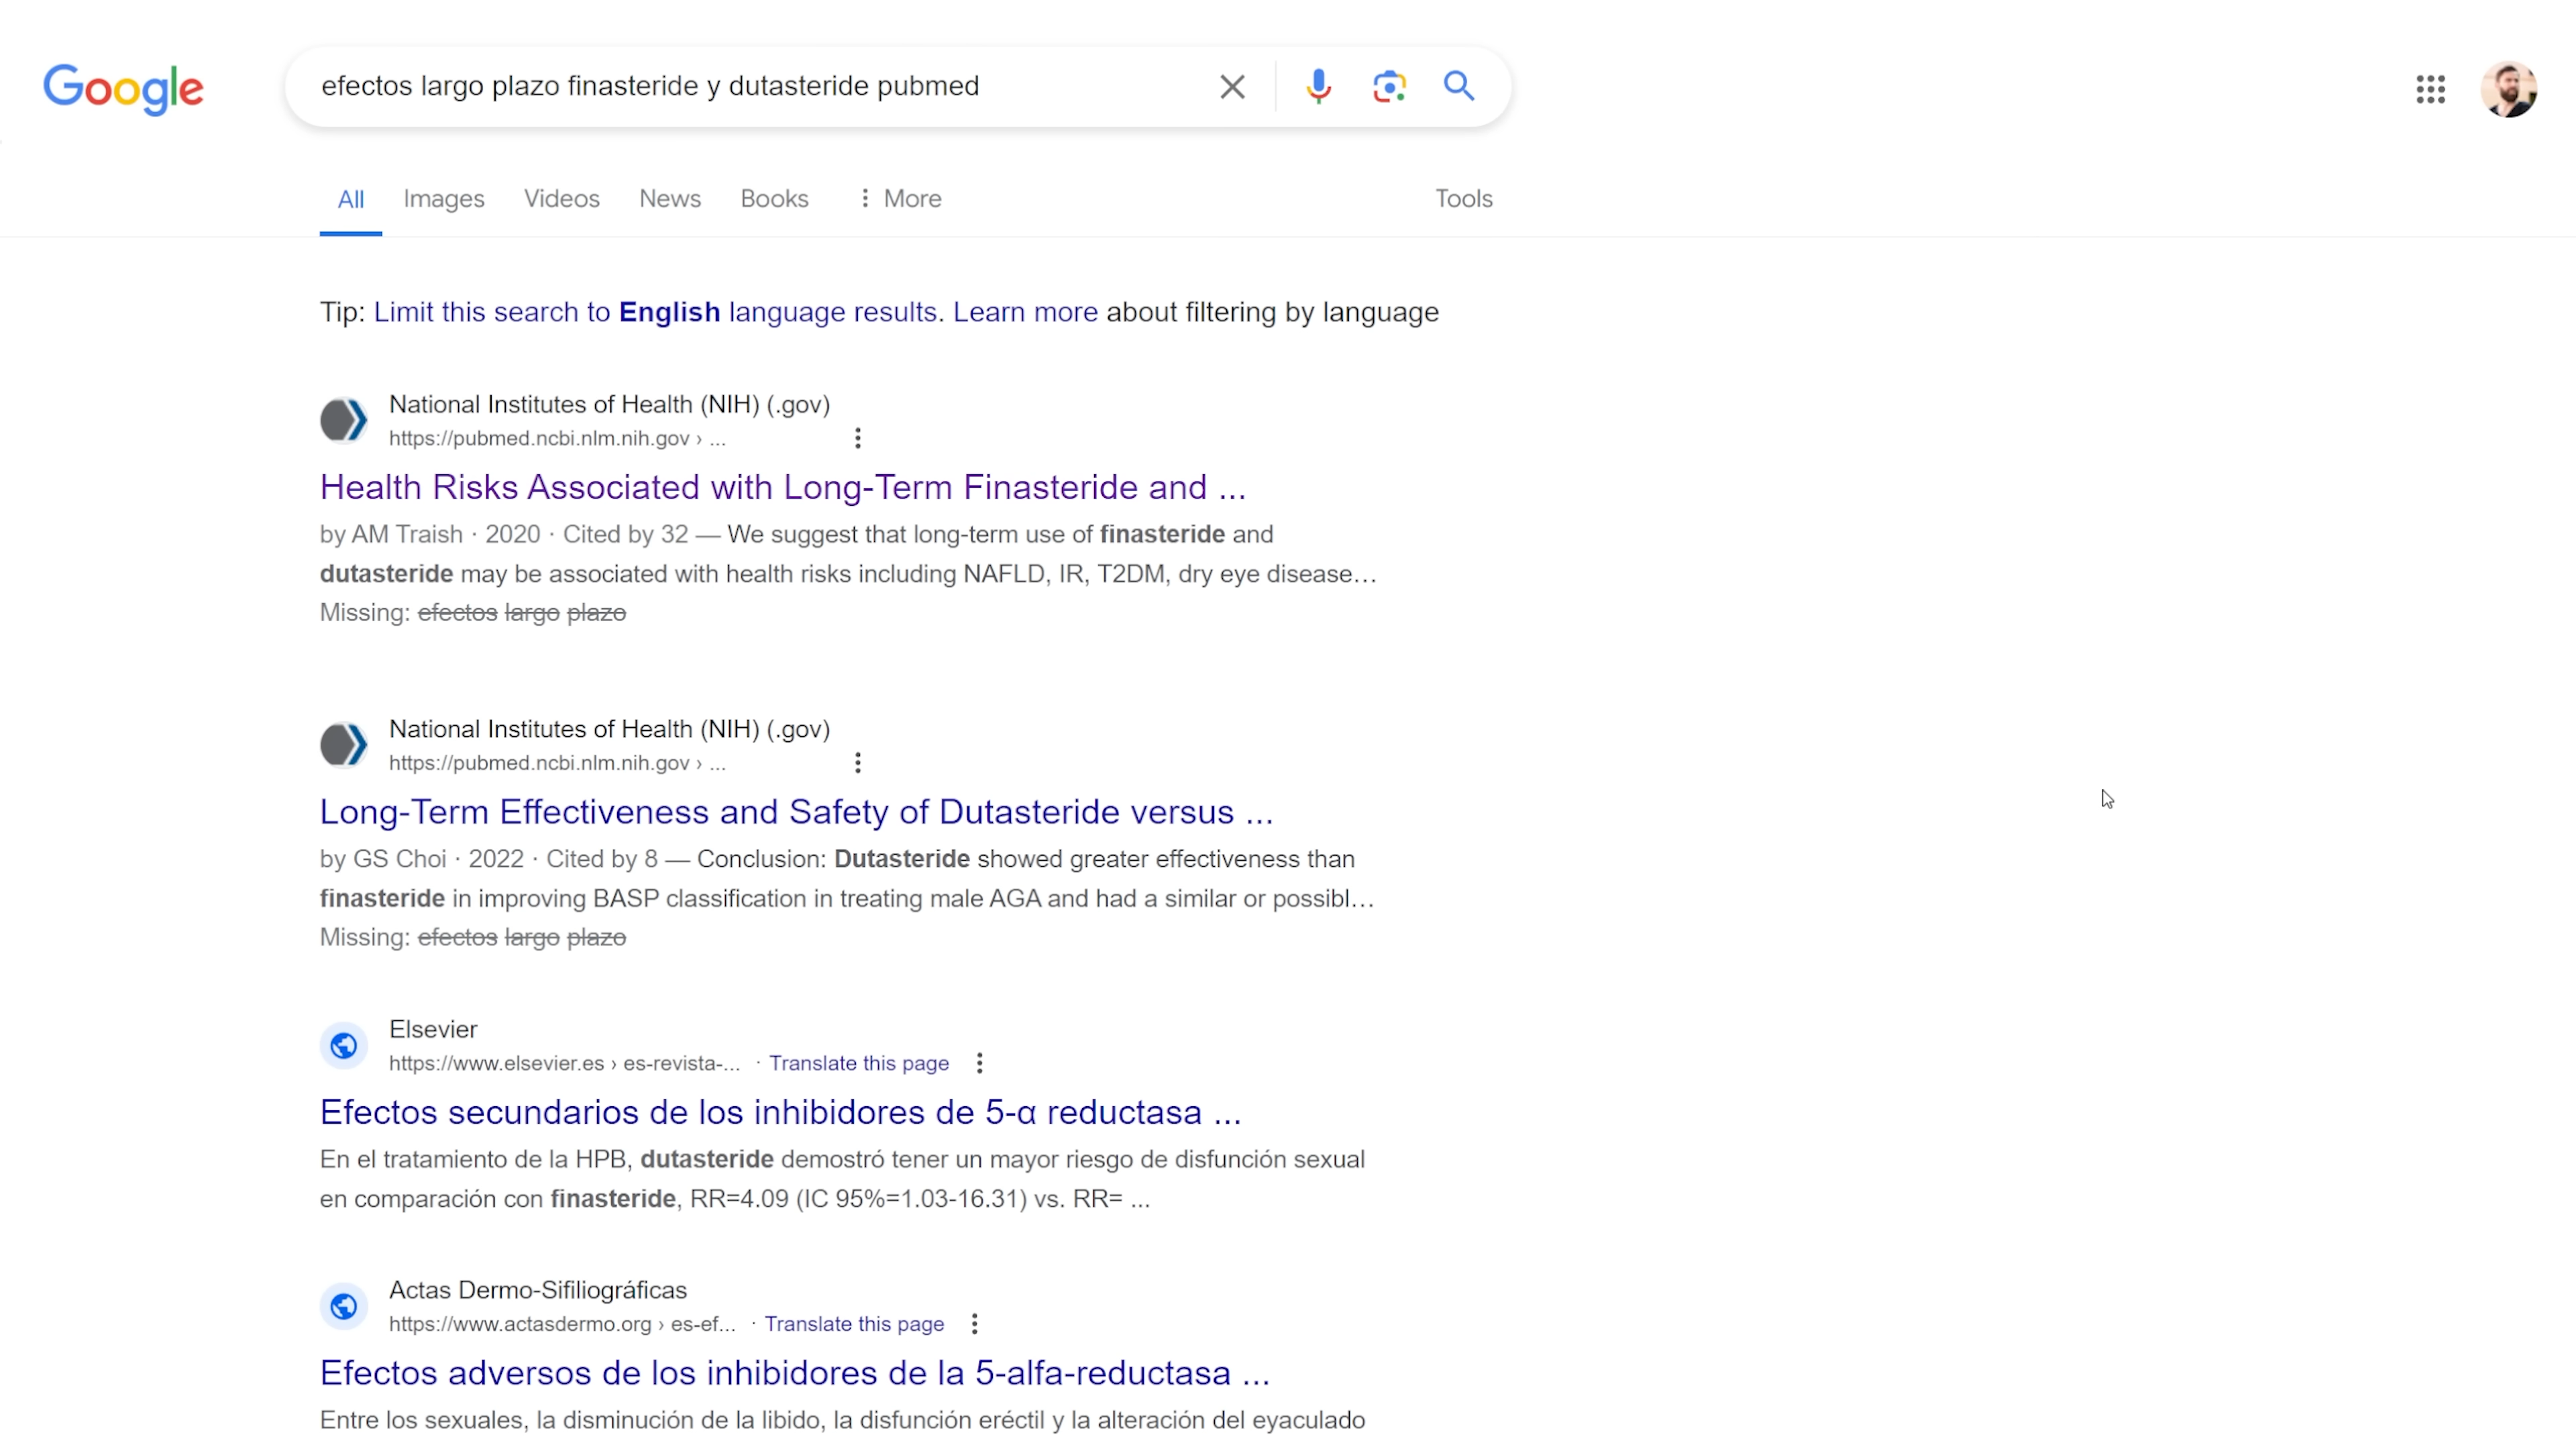 Google
efectos largo plazo finasteride y dutasteride pubmed
All Images Videos News Books More Tools
Tip: Limit this search to English language results. Learn more about filtering by language
National Institutes of Health (NIH) (.gov)
https://pubmed.ncbi.nlm.nih.gov › ...
Health Risks Associated with Long-Term Finasteride and ...
by AM Traish · 2020 · Cited by 32 — We suggest that long-term use of finasteride and
dutasteride may be associated with health risks including NAFLD, IR, T2DM, dry eye disease...
Missing: efectos largo plazo
National Institutes of Health (NIH) (.gov)
https://pubmed.ncbi.nlm.nih.gov › ...
Long-Term Effectiveness and Safety of Dutasteride versus ...
by GS Choi · 2022 · Cited by 8 — Conclusion: Dutasteride showed greater effectiveness than
finasteride in improving BASP classification in treating male AGA and had a similar or possibl...
Missing: efectos largo plazo
Elsevier
https://www.elsevier.es › es-revista-... · Translate this page
Efectos secundarios de los inhibidores de 5-α reductasa ...
En el tratamiento de la HPB, dutasteride demostró tener un mayor riesgo de disfunción sexual
en comparación con finasteride, RR=4.09 (IC 95%=1.03-16.31) vs. RR= ...
Actas Dermo-Sifiliográficas
https://www.actasdermo.org › es-ef... · Translate this page
Efectos adversos de los inhibidores de la 5-alfa-reductasa ...
Entre los sexuales, la disminución de la libido, la disfunción eréctil y la alteración del eyaculado